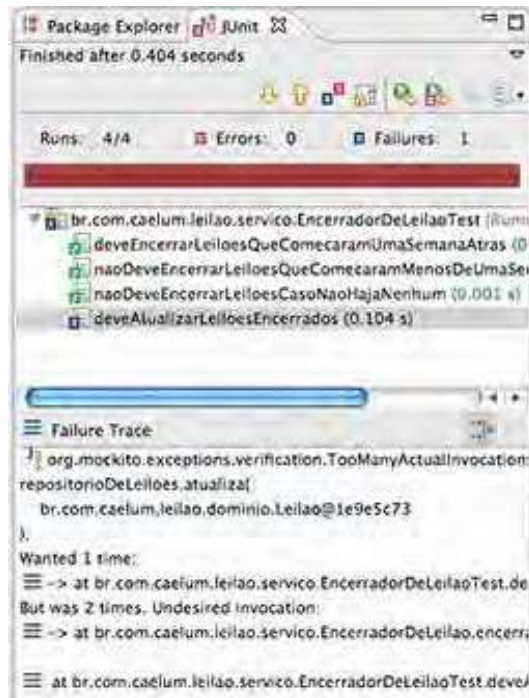 Package Explorer JUnit
Finished after 0.404 seconds
Runs: 4/4 Errors: 0 Failures: 1
br.com.caelum.leilao.servico.EncerradorDeLeilaoTest
deveEncerrarLeiloesQueComecaramUmaSemanaAtras (0
naoDeveEncerrarLeiloesQueComecaramMenosDeUmaSe
naoDeveEncerrarLeiloesCasoNaoHajaNenhum (0.001 s)
deveAtualizarLeiloesEncerrados (0.104 s)
Failure Trace
org.mockito.exceptions.verification.TooManyActualInvocation
repositorioDeLeiloes.atualiza(
br.com.caelum.leilao.dominio.Leilao@1e9e5c73
);
Wanted 1 time:
-> at br.com.caelum.leilao.servico.EncerradorDeLeilaoTest.de
But was 2 times. Undesired invocation:
-> at br.com.caelum.leilao.servico.EncerradorDeLeilao.encerra
at br.com.caelum.leilao.servico.EncerradorDeLeilaoTest.deve